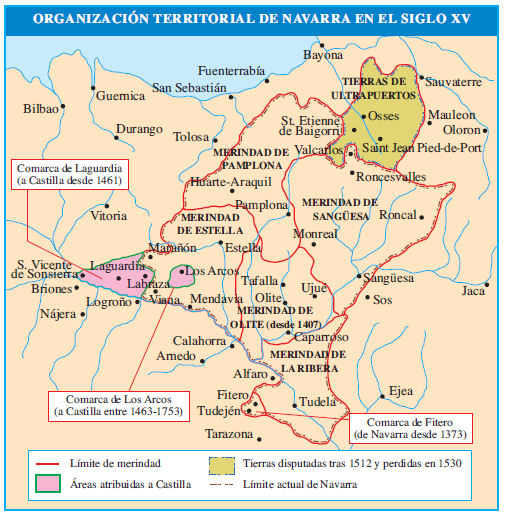 ORGANIZACIÓN TERRITORIAL DE NAVARRA EN EL SIGLO XV
Bayona
Fuenterrabía
TIERRAS DE
ULTRAPUERTOS
Sauvaterre
San Sebastián
Guernica
Bilbao
Osses
Mauleon
St. Etienne
de Baigorri
Oloron
Durango
Tolosa
Saint Jean Pied-de-Port
MERINDAD DE
PAMPLONA
Valcarlos
Comarca de Laguardia
(a Castilla desde 1461)
Roncesvalles
Huarte-Araquil
Pamplona
MERINDAD DE
SANGÜESA
Roncal
Vitoria
MERINDAD
DE ESTELLA
Monreal
Marañón
Estella
S. Vicente
de Sonsierra
Laguardia
Los Arcos
Labraza
Tafalla
Ujué
Sangüesa
Briones
Jaca
Logroño
Viana
Mendavia
Olite
Sos
Nájera
MERINDAD DE
OLITE (desde 1407)
Caparroso
Calahorra
Arnedo
MERINDAD DE
LA RIBERA
Alfaro
Comarca de Los Arcos
(a Castilla entre 1463-1753)
Fitero
Tudela
Ejea
Tudején
Comarca de Fitero
(de Navarra desde 1373)
Tarazona
Límite de merindad
Tierras disputadas tras 1512 y perdidas en 1530
Áreas atribuidas a Castilla
Límite actual de Navarra